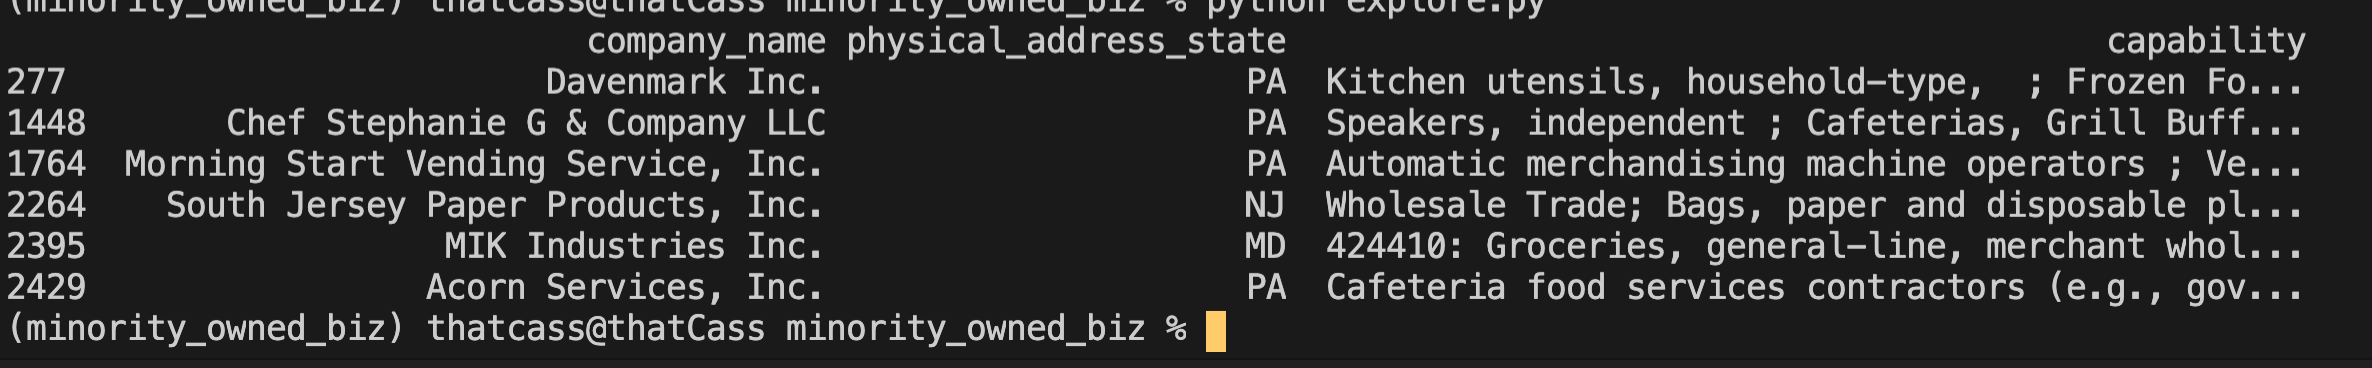 (minority_owned_biz) thatcass@thatCass minority_owned_biz % python explore.py
company_name physical_address_state capability
277 Davenmark Inc. PA Kitchen utensils, household-type,  ; Frozen Fo...
1448 Chef Stephanie G & Company LLC PA Speakers, independent ; Cafeterias, Grill Buff...
1764 Morning Start Vending Service, Inc. PA Automatic merchandising machine operators ; Ve...
2264 South Jersey Paper Products, Inc. NJ Wholesale Trade; Bags, paper and disposable pl...
2395 MIK Industries Inc. MD 424410: Groceries, general-line, merchant whol...
2429 Acorn Services, Inc. PA Cafeteria food services contractors (e.g., gov...
(minority_owned_biz) thatcass@thatCass minority_owned_biz %